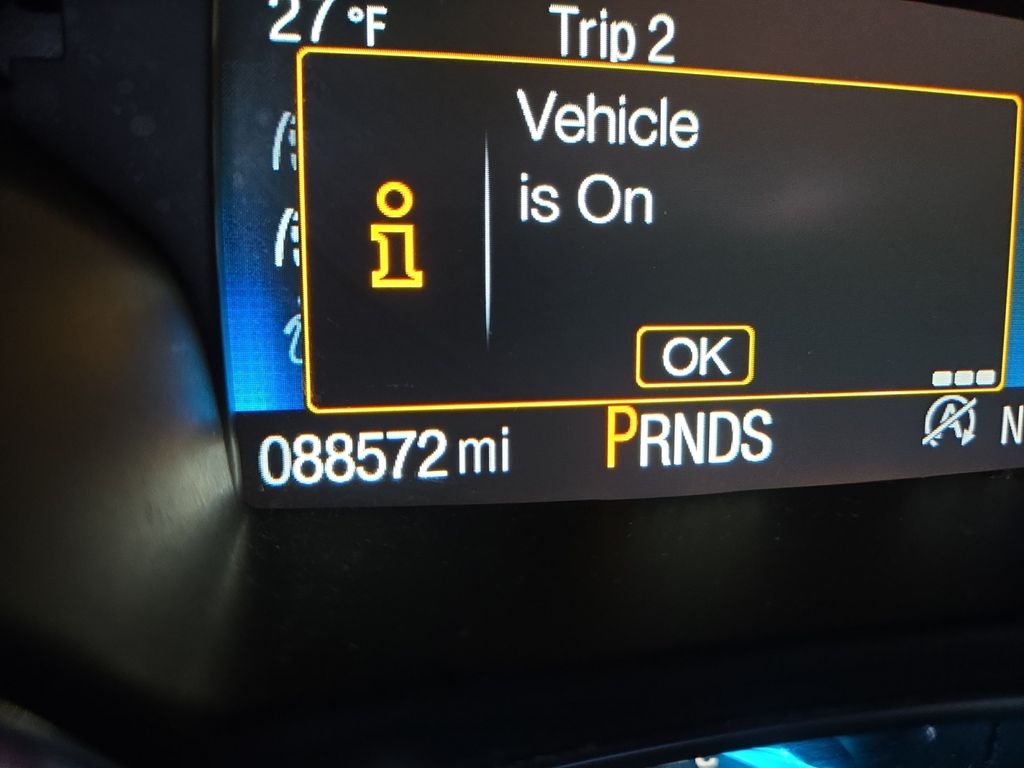 27°F
Trip 2
Vehicle
is On
i
OK
088572 mi
PRNDS
A
N